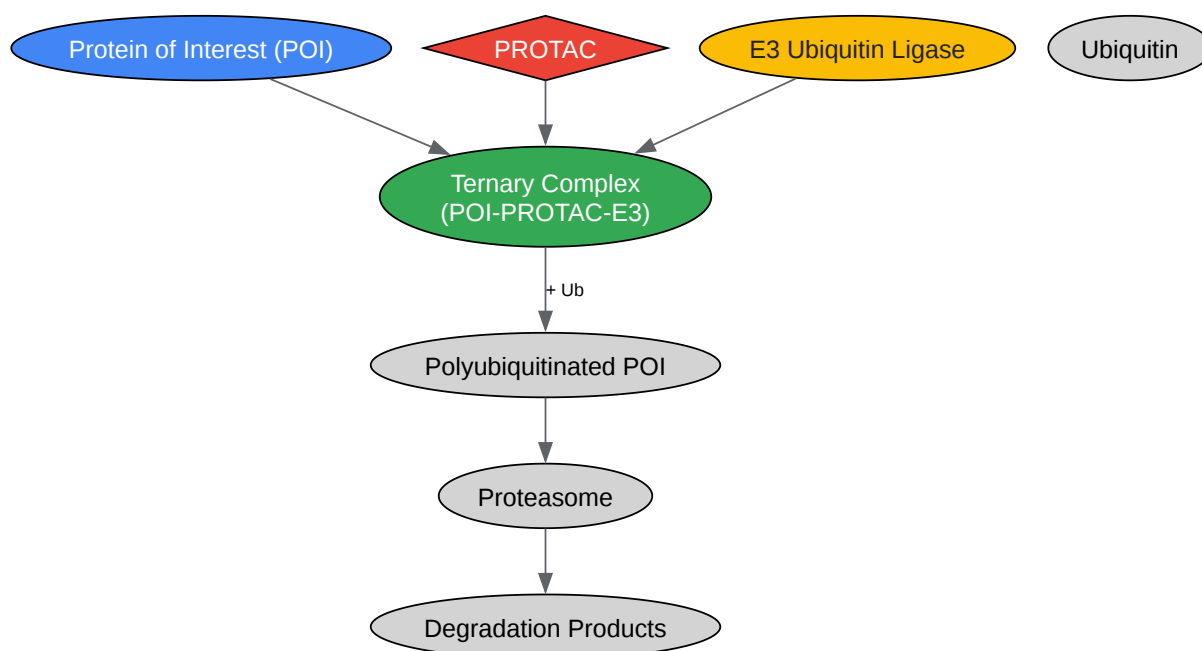 Protein of Interest (POI)
PROTAC
E3 Ubiquitin Ligase
Ubiquitin
Ternary Complex
(POI-PROTAC-E3)
+ Ub
Polyubiquitinated POI
Proteasome
Degradation Products